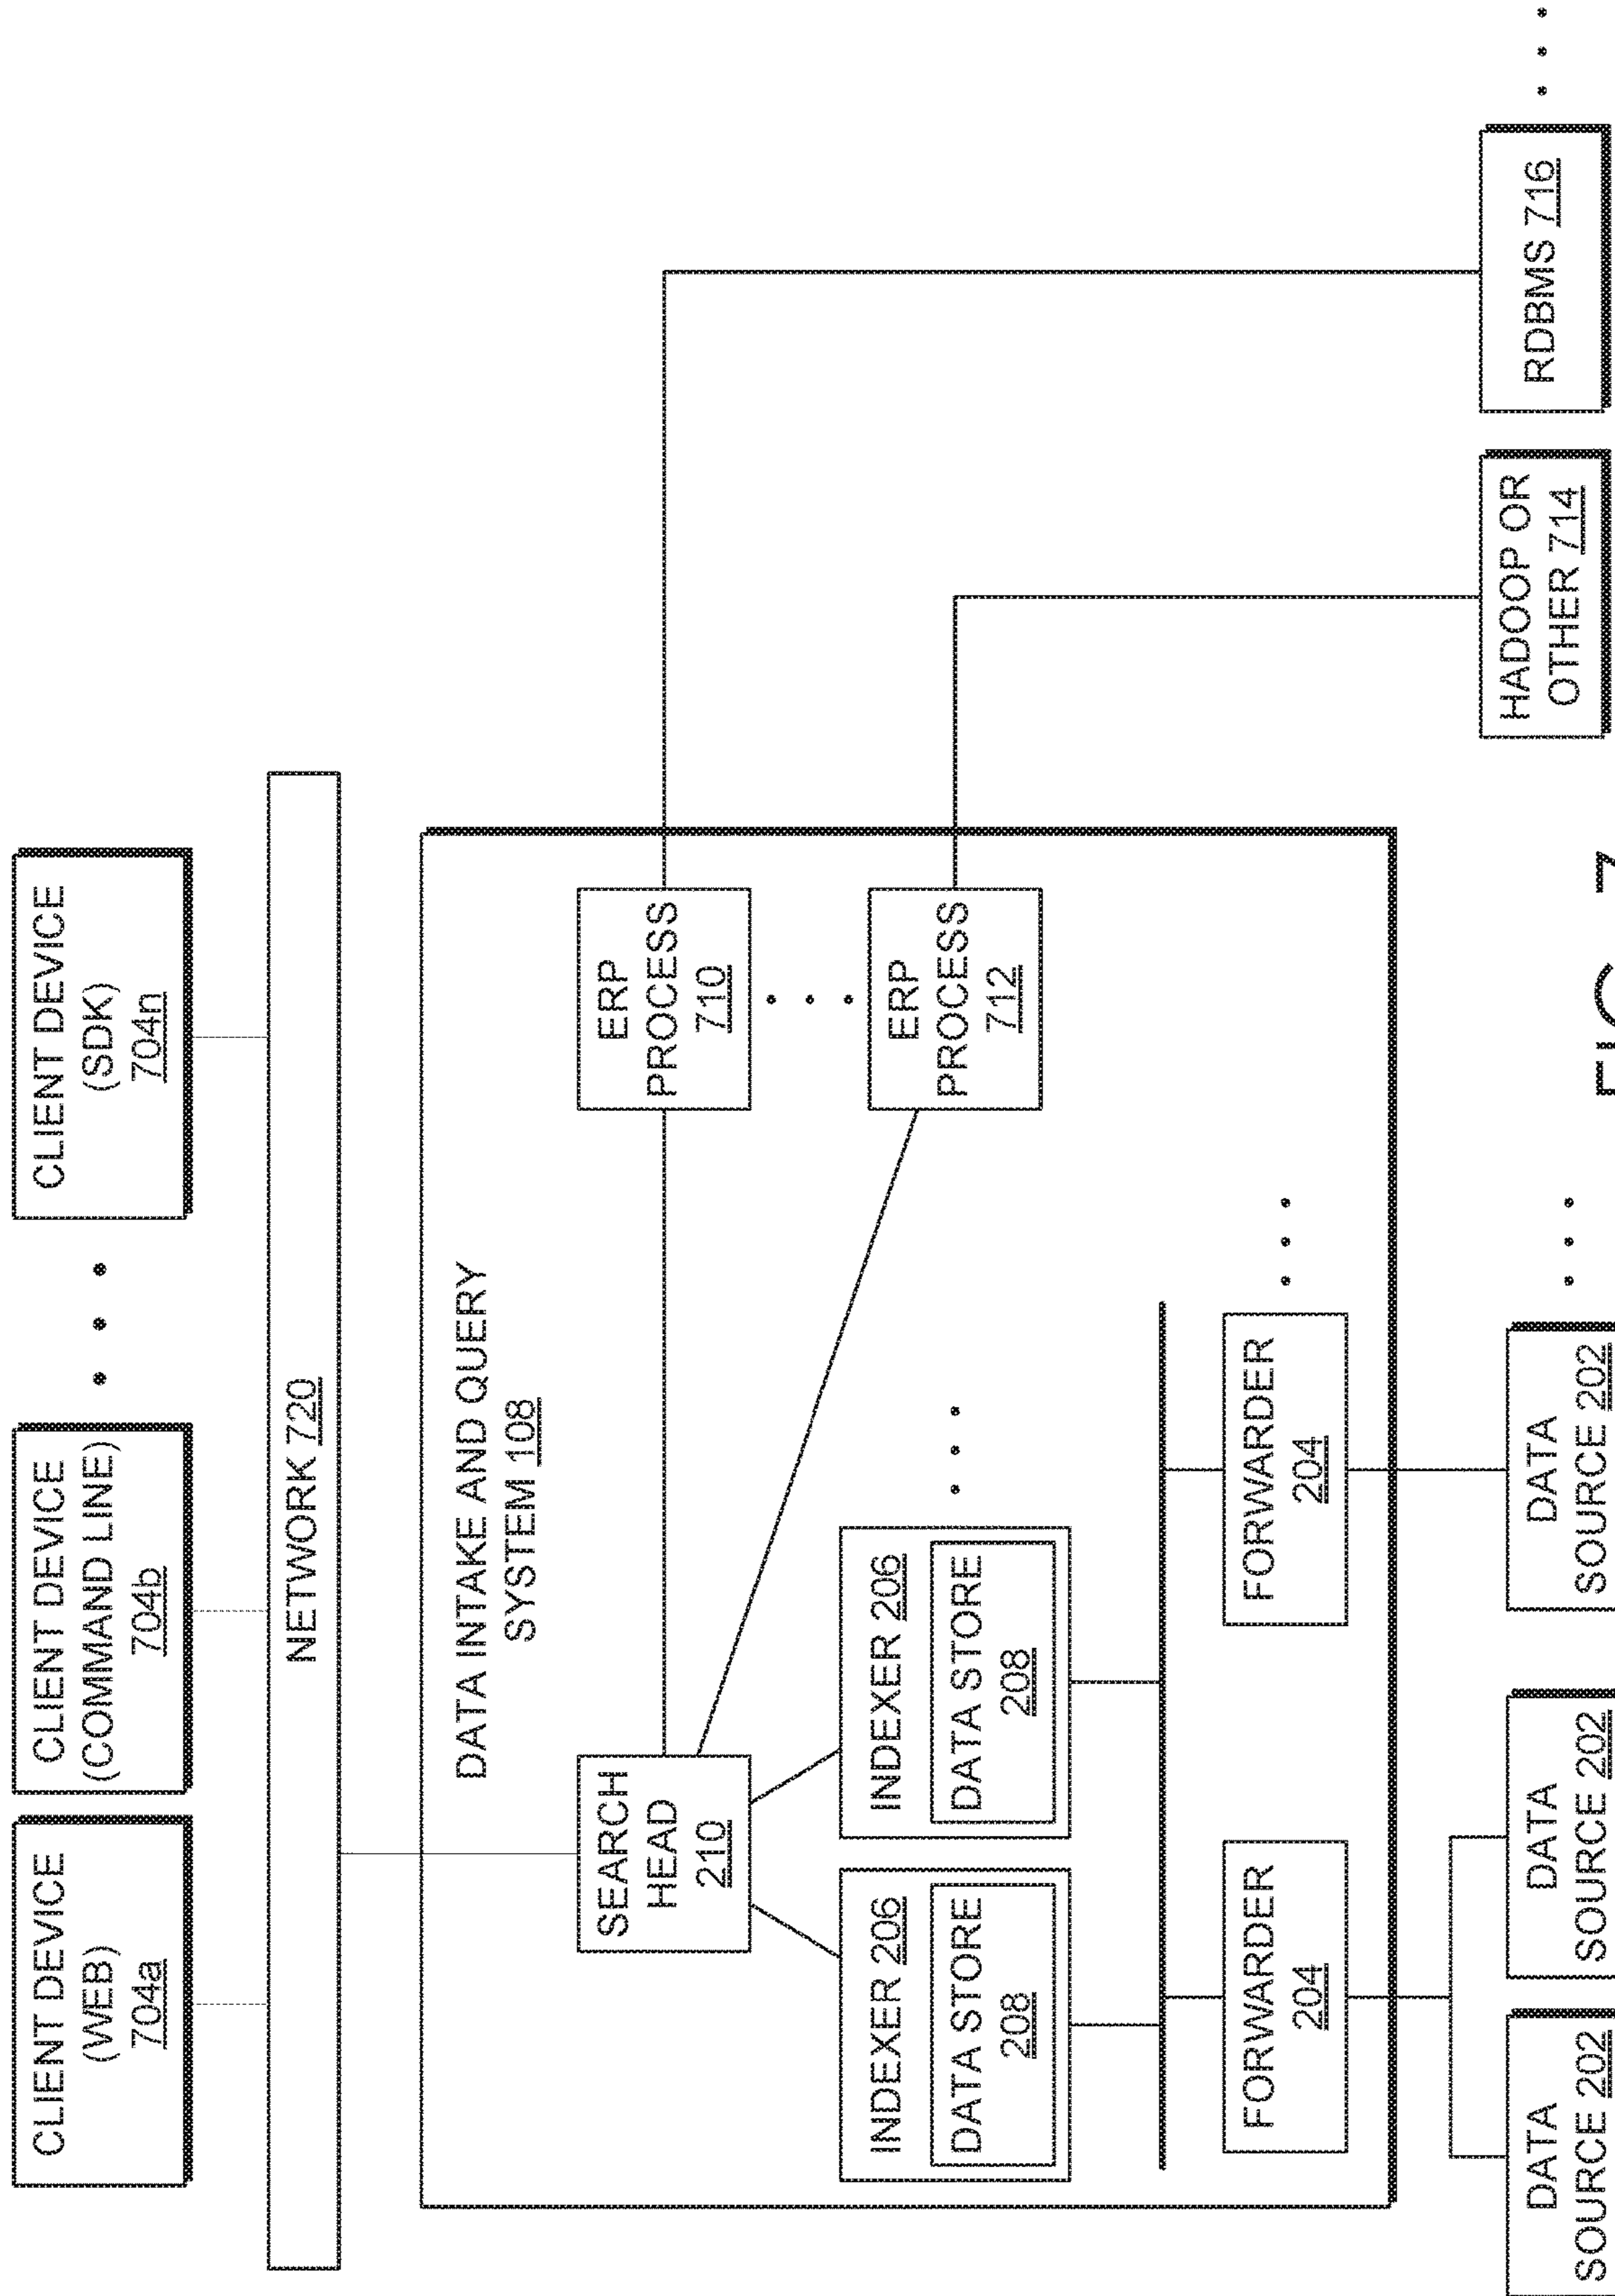 CLIENT DEVICE
(WEB)
704a
CLIENT DEVICE
(COMMAND LINE)
704b
CLIENT DEVICE
(SDK)
704n
NETWORK 720
DATA INTAKE AND QUERY
SYSTEM 108
SEARCH
HEAD
210
ERP
PROCESS
710
ERP
PROCESS
712
INDEXER 206
DATA STORE
208
INDEXER 206
DATA STORE
208
FORWARDER
204
FORWARDER
204
DATA
SOURCE 202
DATA
SOURCE 202
DATA
SOURCE 202
HADOOP OR
OTHER 714
RDBMS 716